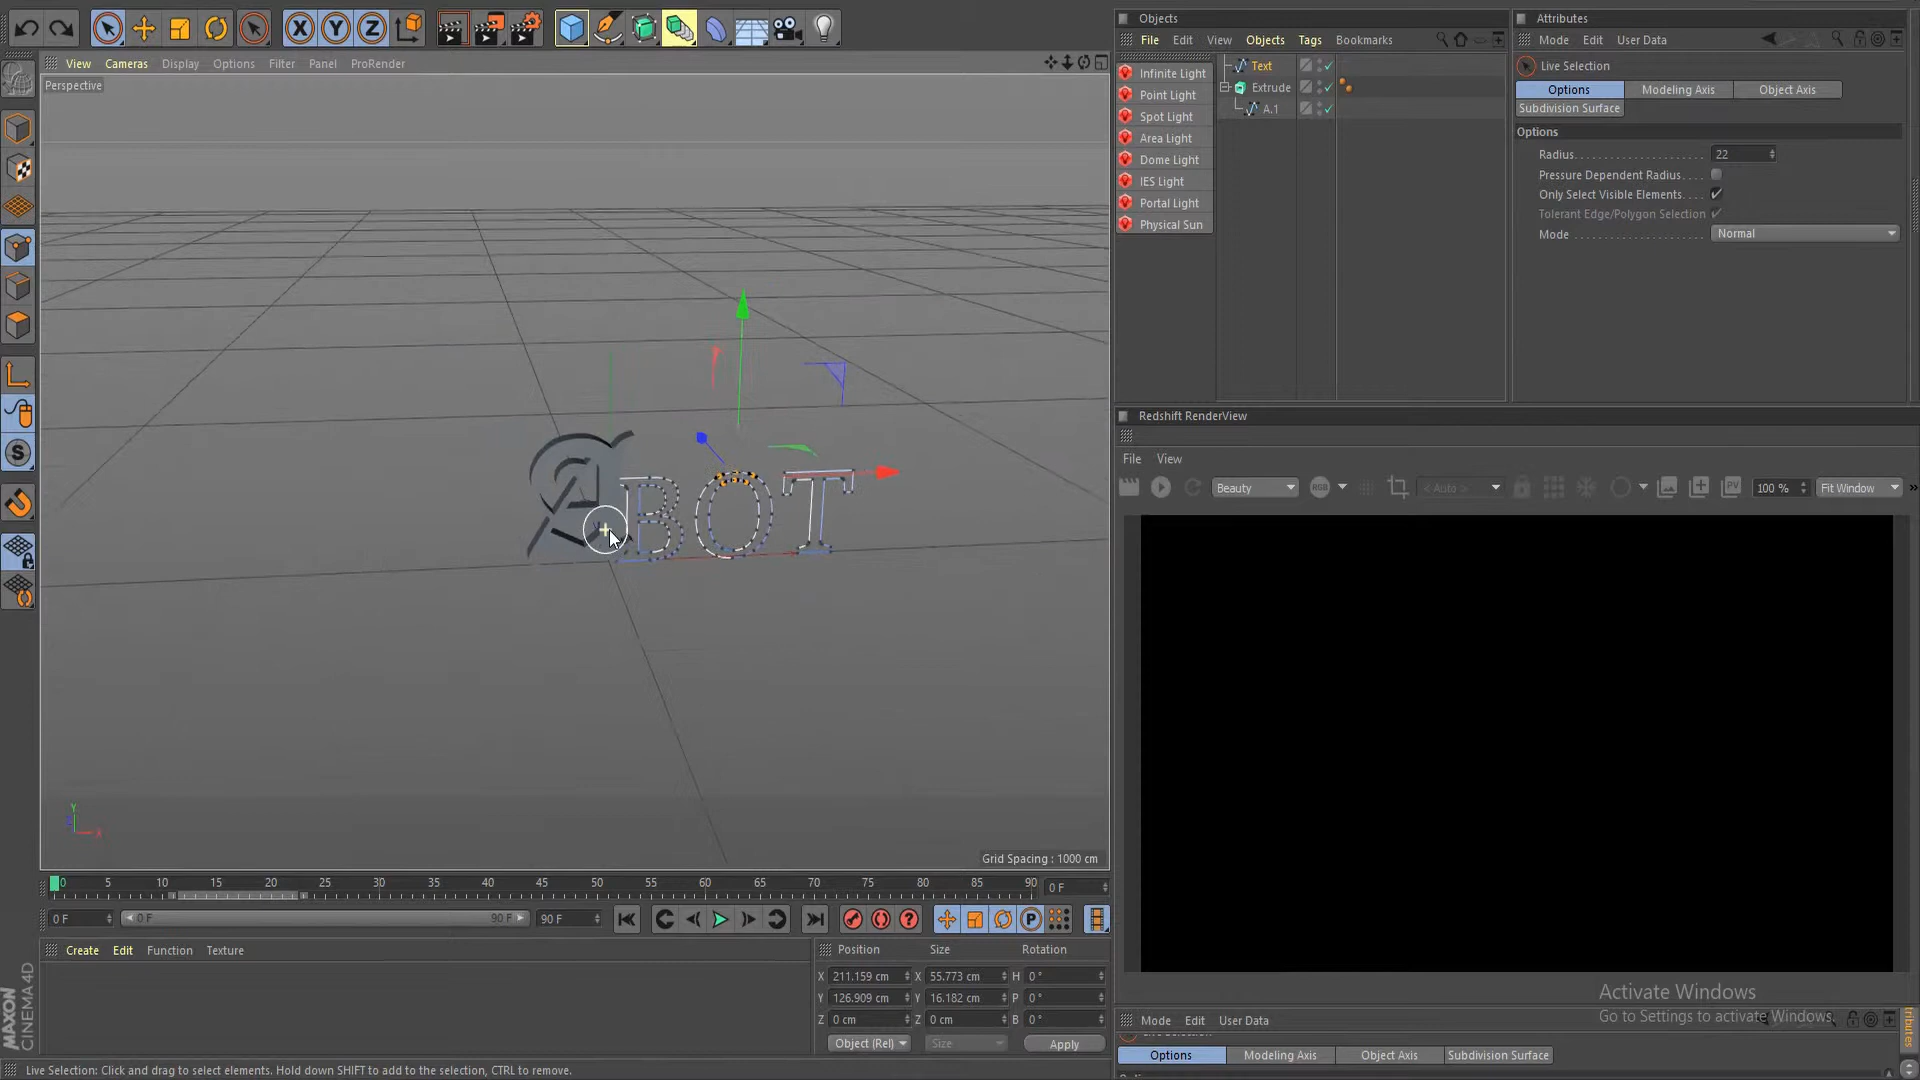 Objects
Attributes
File Edit View Objects Tags Bookmarks
Mode Edit User Data
View Cameras Display Options Filter Panel ProRender
Perspective
Infinite Light
Point Light
Spot Light
Area Light
Dome Light
IES Light
Portal Light
Physical Sun
Text
Extrude
A.1
Live Selection
Options Modeling Axis Object Axis
Subdivision Surface
Options
Radius 22
Pressure Dependent Radius
Only Select Visible Elements
Tolerant Edge/Polygon Selection
Mode Normal
Redshift RenderView
File View
Beauty RGB < Auto > PV 100 % Fit Window »
BOT
X Y Z
S
Y
Z X
Grid Spacing : 1000 cm
0 5 10 15 20 25 30 35 40 45 50 55 60 65 70 75 80 85 90 0 F
0 F 0 F 90 F 90 F
P
Create Edit Function Texture
Position Size Rotation
X 211.159 cm X 55.773 cm H 0 °
Y 126.909 cm Y 16.182 cm P 0 °
Z 0 cm Z 0 cm B 0 °
Object (Rel) Size Apply
MAXON
CINEMA 4D
Activate Windows
Go to Settings to activate Windows.
Mode Edit User Data
Options Modeling Axis Object Axis Subdivision Surface
Live Selection: Click and drag to select elements. Hold down SHIFT to add to the selection, CTRL to remove.